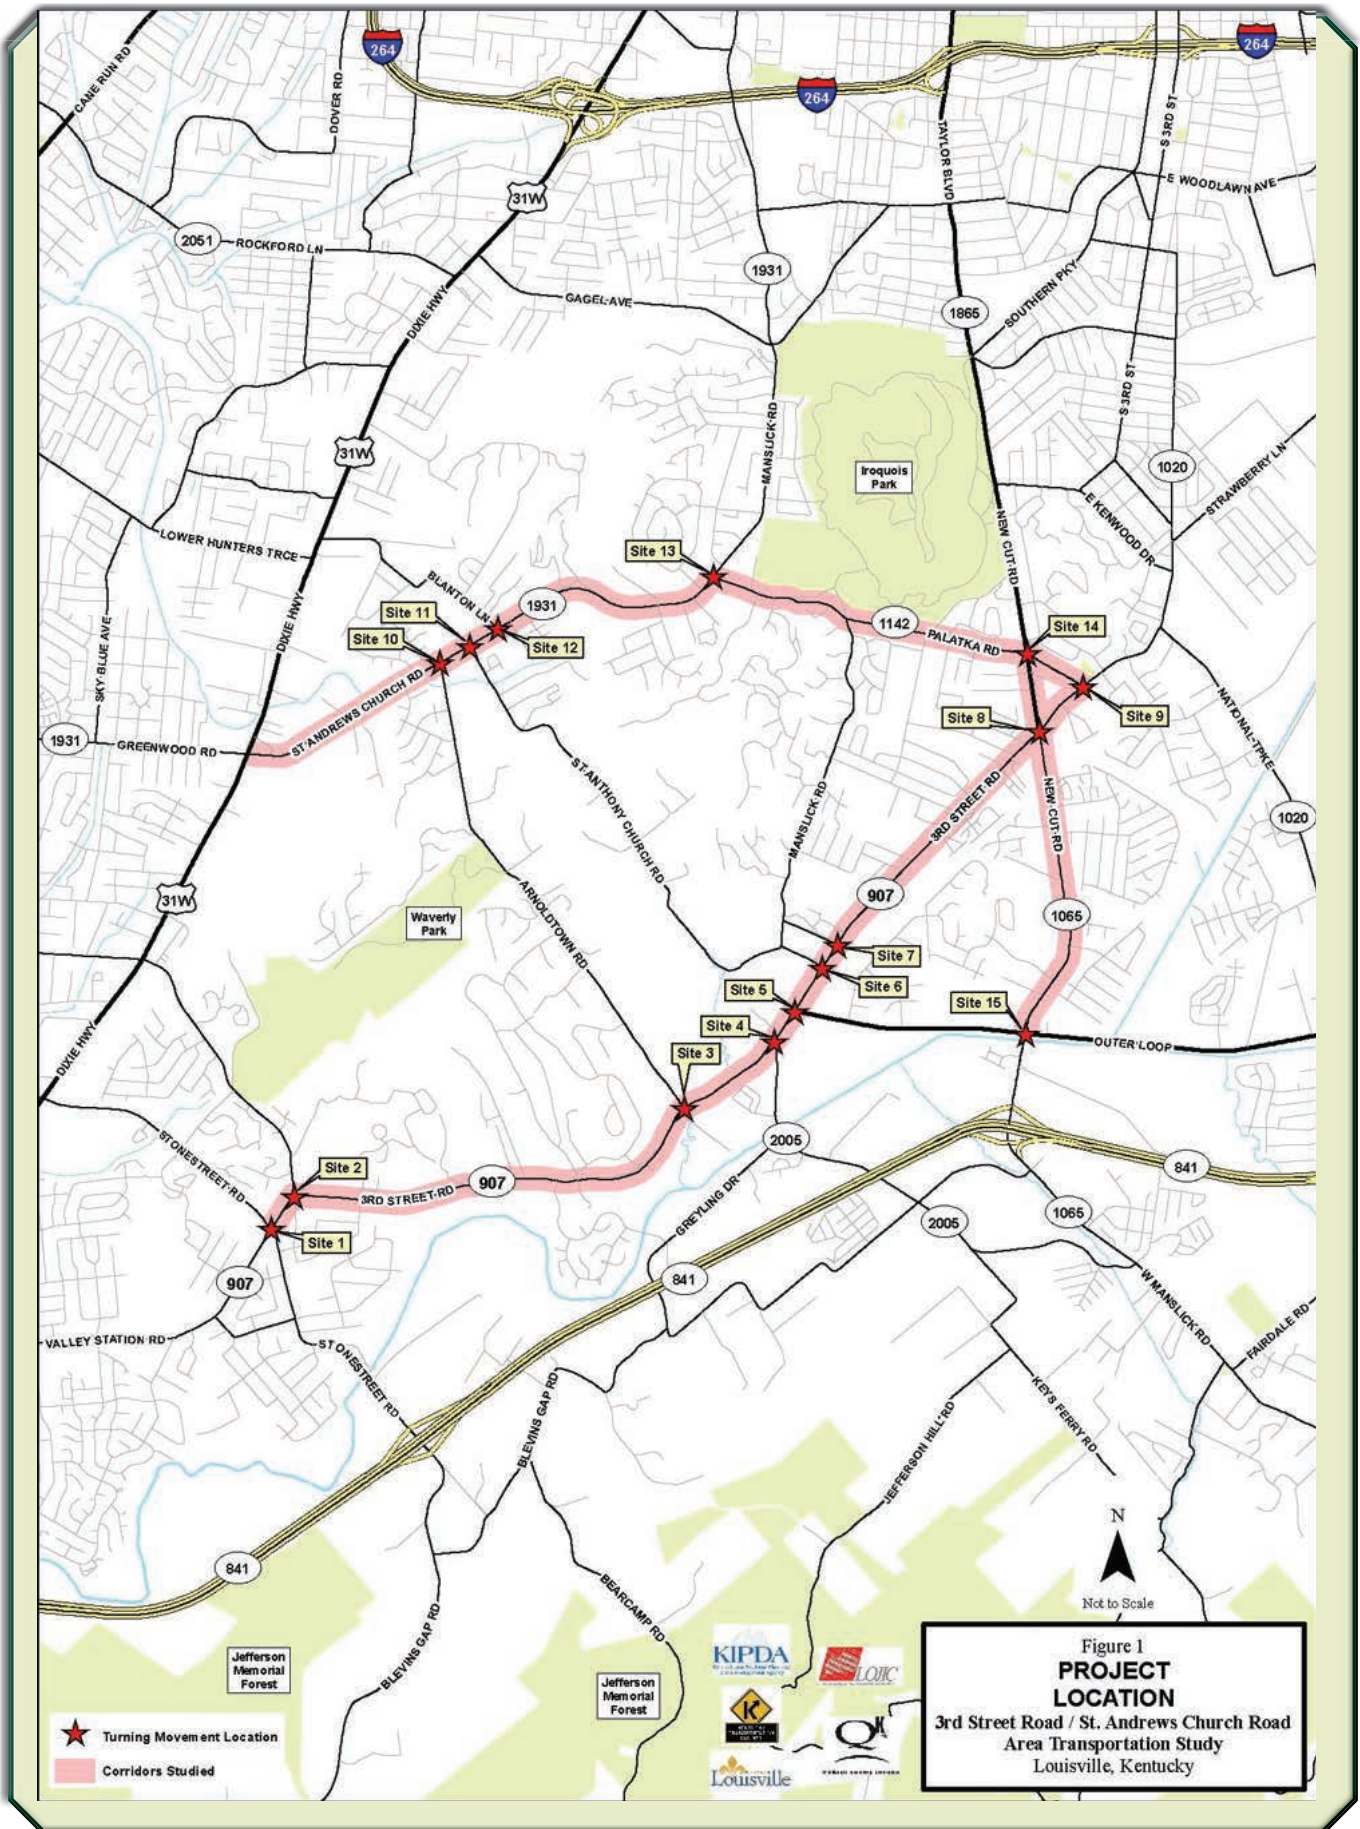 264
264
264
CANE RUN RD
DOVER RD
S 3RD ST
TAYLOR BLVD
E WOODLAWN AVE
31W
2051
ROCKFORD LN
1931
GAGEL AVE
DIXIE HWY
1865
SOUTHERN PKY
S 3RD ST
31W
MANSLICK RD
Iroquois
Park
1020
STRAWBERRY LN
E KENWOOD DR
NEW CUT RD
LOWER HUNTERS TRCE
BLANTON LN
Site 13
1931
Site 11
Site 10
Site 12
1142
PALATKA RD
Site 14
DIXIE HWY
SKY BLUE AVE
ST ANDREWS CHURCH RD
1931
GREENWOOD RD
Site 8
Site 9
NATIONAL TPKE
ST ANTHONY CHURCH RD
MANSLICK RD
3RD STREET RD
NEW CUT RD
1020
31W
Waverly
Park
ARNOLDTOWN RD
907
1065
Site 7
Site 6
Site 5
Site 15
Site 4
OUTER LOOP
DIXIE HWY
Site 3
STONESTREET RD
2005
Site 2
3RD STREET RD
907
841
GREYLING DR
2005
1065
Site 1
907
841
W MANSLICK RD
FAIRDALE RD
VALLEY STATION RD
STONESTREET RD
BLEVINS GAP RD
KEYS FERRY RD
JEFFERSON HILL RD
841
BEARCAMP RD
BLEVINS GAP RD
N
Not to Scale
Jefferson
Memorial
Forest
Jefferson
Memorial
Forest
KIPDA
LOJIC
K
QK
Louisville
Turning Movement Location
Corridors Studied
Figure 1
PROJECT
LOCATION
3rd Street Road / St. Andrews Church Road
Area Transportation Study
Louisville, Kentucky